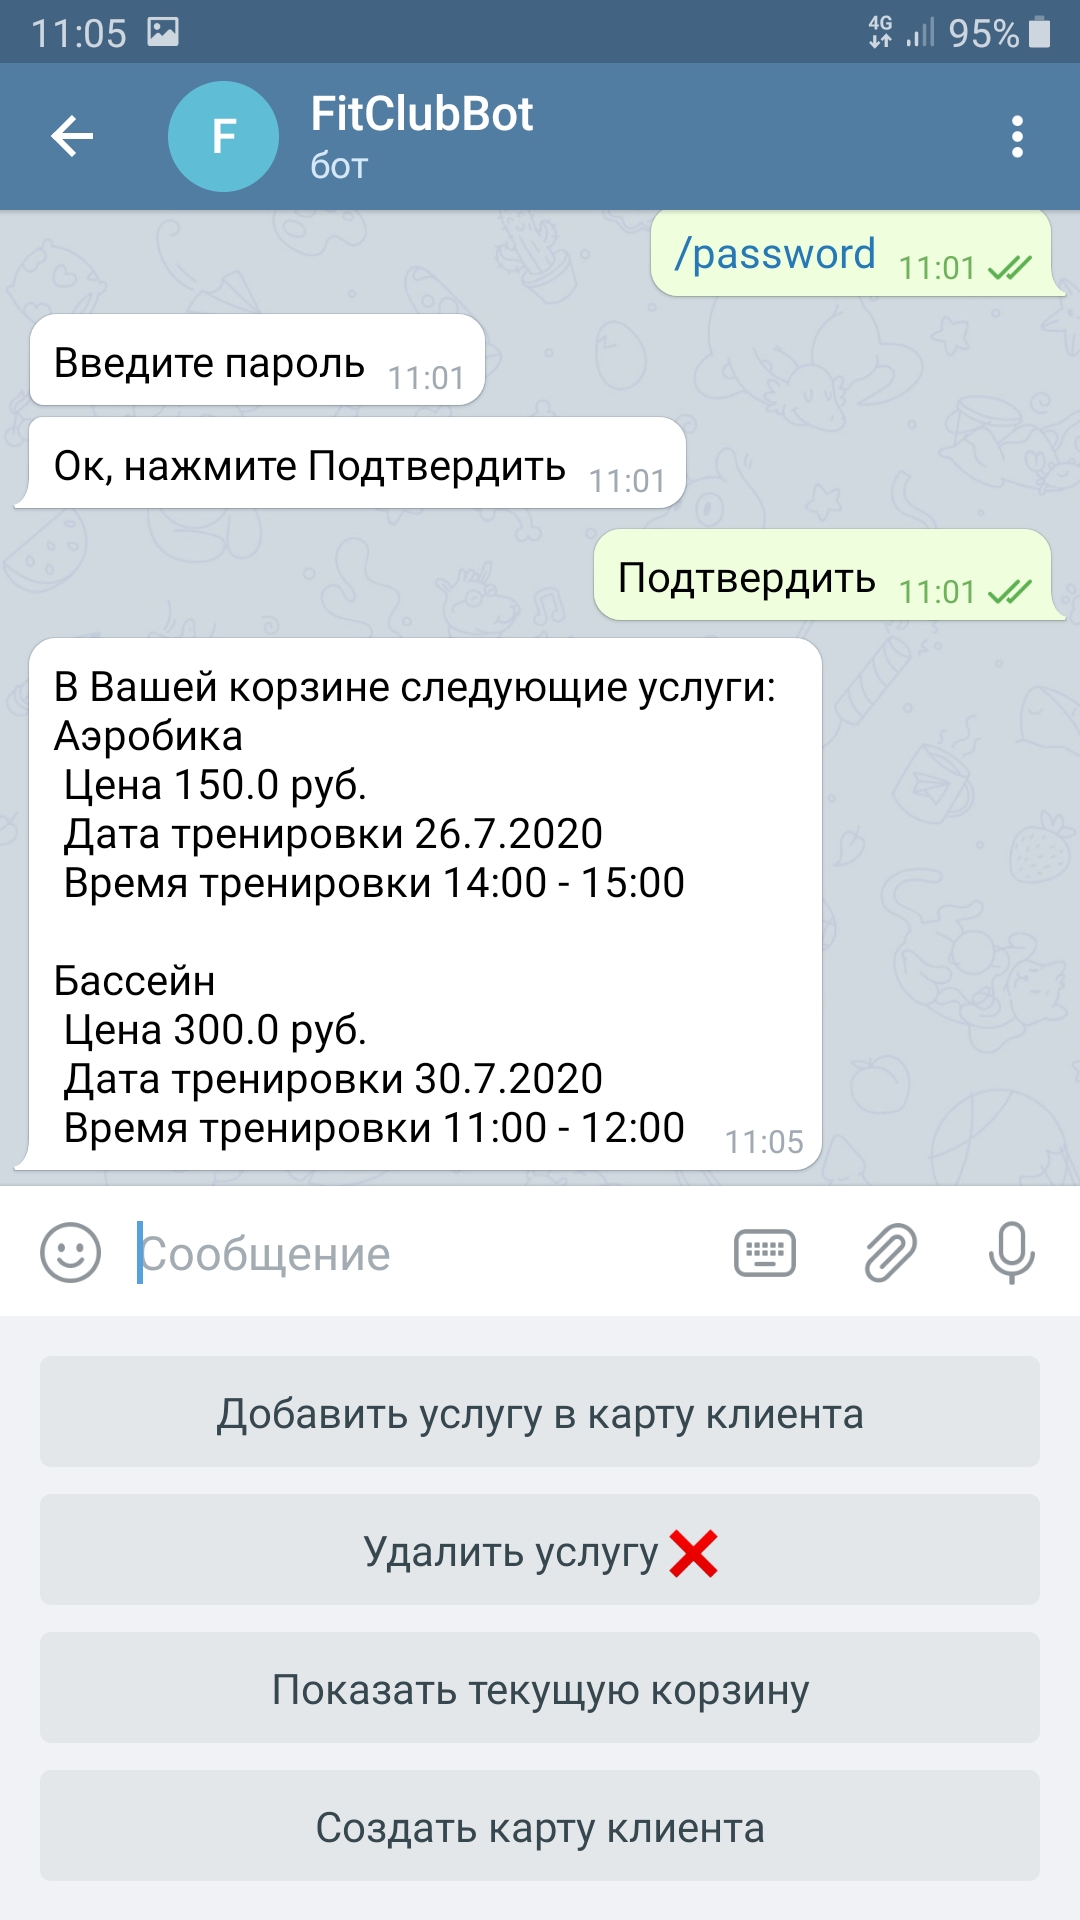 11:05 4G 95%
F FitClubBot
бот
/password 11:01
Введите пароль 11:01
Ок, нажмите Подтвердить 11:01
Подтвердить 11:01
В Вашей корзине следующие услуги:
Аэробика
Цена 150.0 руб.
Дата тренировки 26.7.2020
Время тренировки 14:00 - 15:00
Бассейн
Цена 300.0 руб.
Дата тренировки 30.7.2020
Время тренировки 11:00 - 12:00 11:05
Сообщение
Добавить услугу в карту клиента
Удалить услугу❌
Показать текущую корзину
Создать карту клиента